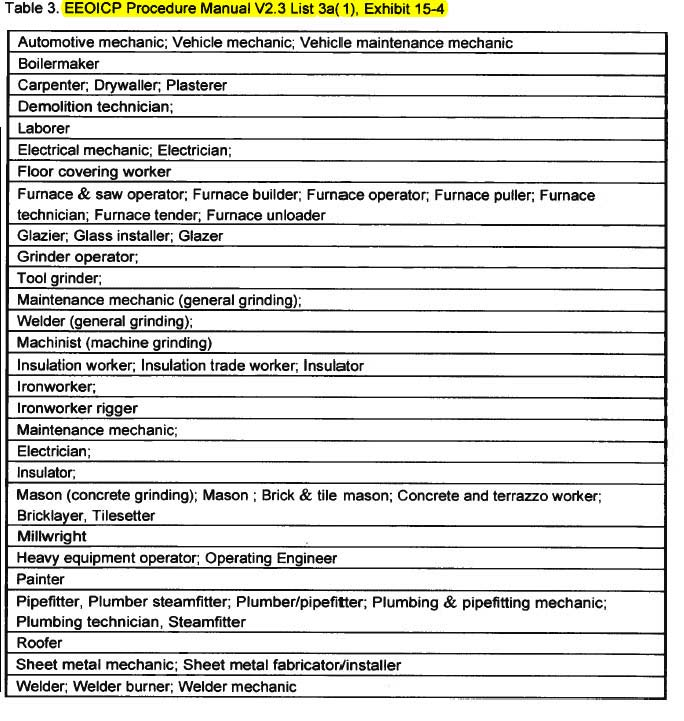 Table 3. EEOICP Procedure Manual V2.3 List 3a(1), Exhibit 15-4
Automotive mechanic; Vehicle mechanic; Vehicle maintenance mechanic
Boilermaker
Carpenter; Drywaller; Plasterer
Demolition technician;
Laborer
Electrical mechanic; Electrician;
Floor covering worker
Furnace & saw operator; Furnace builder; Furnace operator; Furnace puller; Furnace
technician; Furnace tender; Furnace unloader
Glazier; Glass installer; Glazer
Grinder operator;
Tool grinder;
Maintenance mechanic (general grinding);
Welder (general grinding);
Machinist (machine grinding)
Insulation worker; Insulation trade worker; Insulator
Ironworker;
Ironworker rigger
Maintenance mechanic;
Electrician;
Insulator;
Mason (concrete grinding); Mason ; Brick & tile mason; Concrete and terrazzo worker;
Bricklayer, Tilesetter
Millwright
Heavy equipment operator; Operating Engineer
Painter
Pipefitter, Plumber steamfitter; Plumber/pipefitter; Plumbing & pipefitting mechanic;
Plumbing technician, Steamfitter
Roofer
Sheet metal mechanic; Sheet metal fabricator/installer
Welder; Welder burner; Welder mechanic